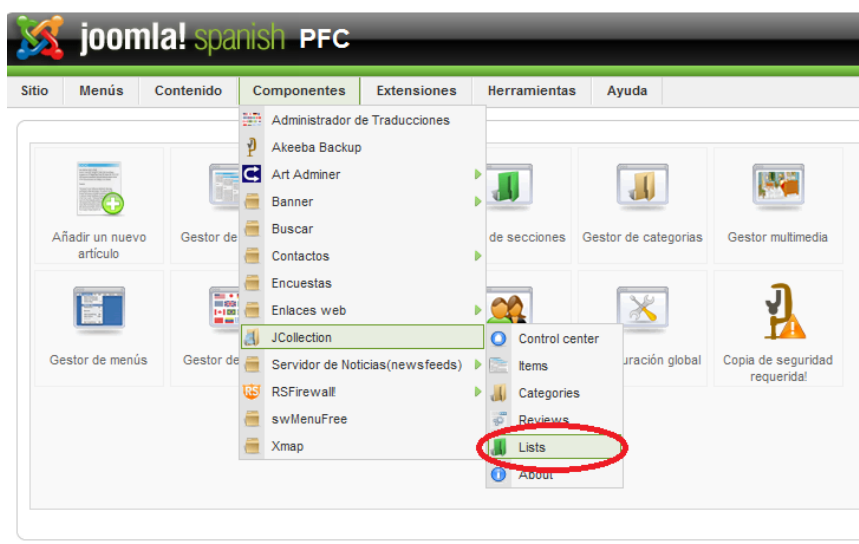 joomla! spanish PFC
Sitio Menús Contenido Componentes Extensiones Herramientas Ayuda
Administrador de Traducciones
Akeeba Backup
Art Adminer
Banner
Buscar
Contactos
Encuestas
Enlaces web
JCollection
Servidor de Noticias(newsfeeds)
RSFirewall!
swMenuFree
Xmap
Control center
Items
Categories
Reviews
Lists
About
Añadir un nuevo
artículo
Gestor de
de secciones
Gestor de categorias
Gestor multimedia
Gestor de menús
Gestor de
uración global
Copia de seguridad
requerida!